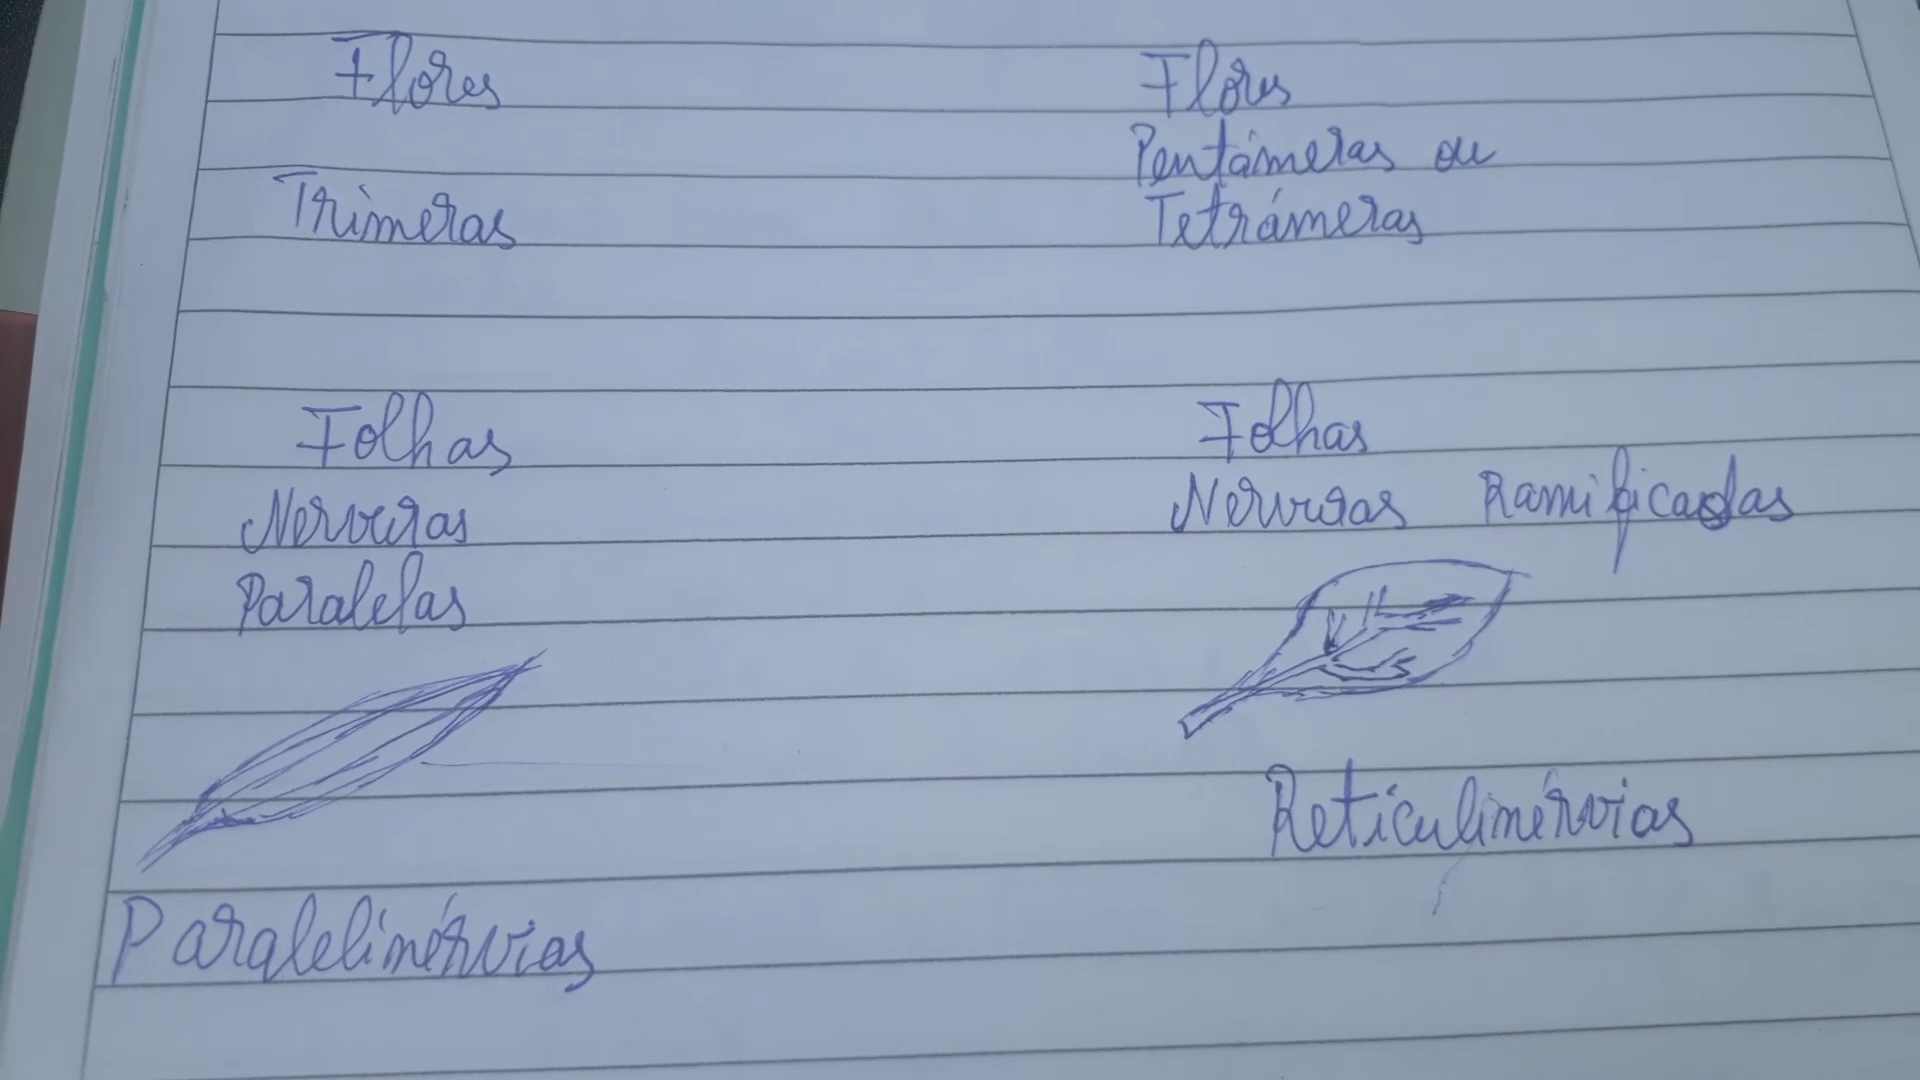 Flores
Trimeras
Folhas
Nervuras
Paralelas
Paralelinérvias
Flores
Pentâmeras ou
Tetrámeras
Folhas
Nervuras Ramificadas
Reticulinérvias